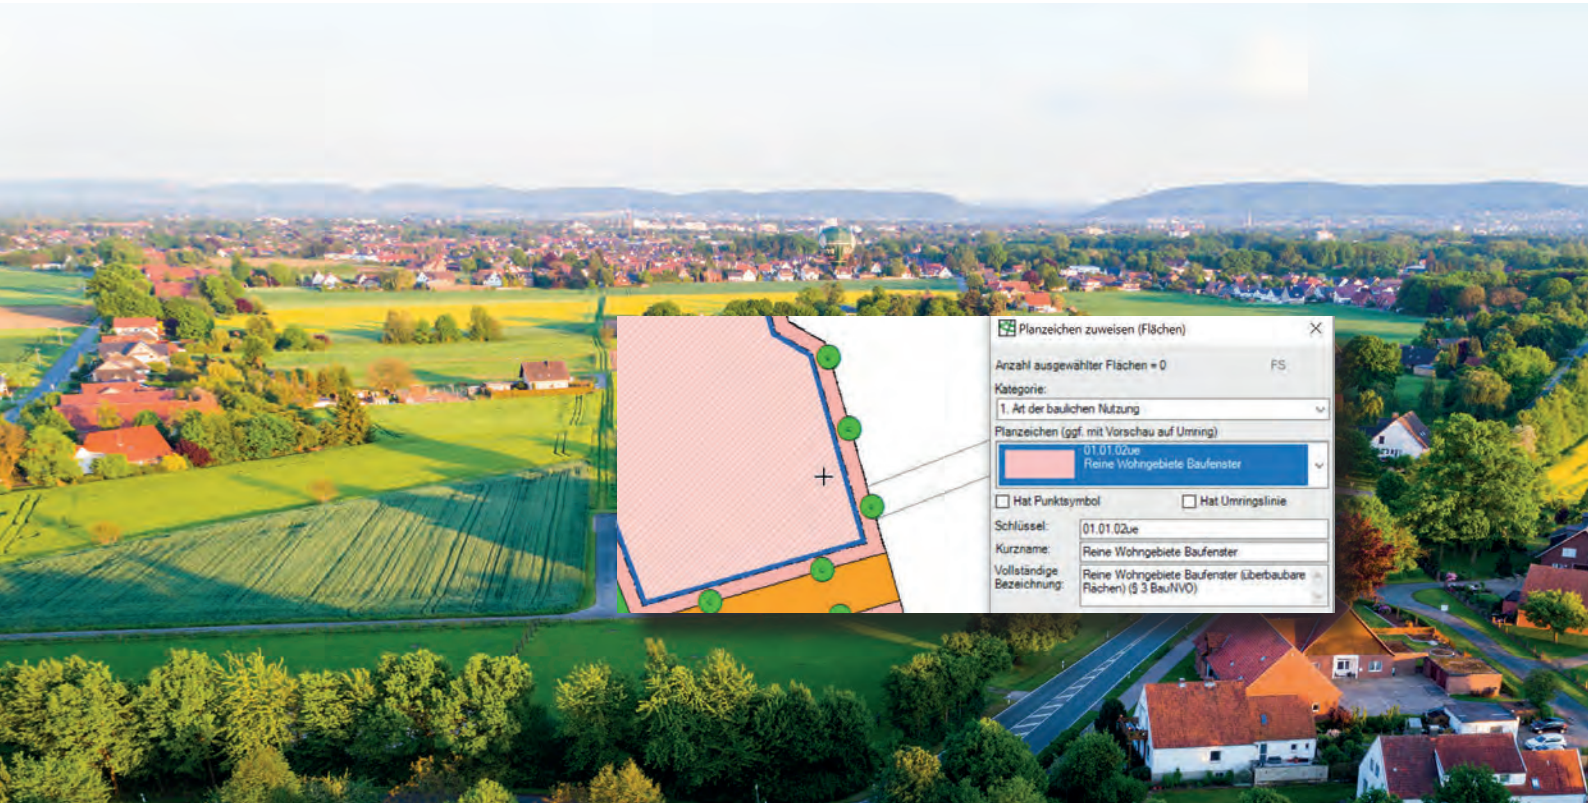 Planzeichen zuweisen (Flächen)
Anzahl ausgewählter Flächen = 0 FS
Kategorie:
1. Art der baulichen Nutzung
Planzeichen (ggf. mit Vorschau auf Umring)
01.01.02ue
Reine Wohngebiete Baufenster
Hat Punktsymbol Hat Umringslinie
Schlüssel: 01.01.02ue
Kurzname: Reine Wohngebiete Baufenster
Vollständige Bezeichnung: Reine Wohngebiete Baufenster (überbaubare
Flächen) (§ 3 BauNVO)